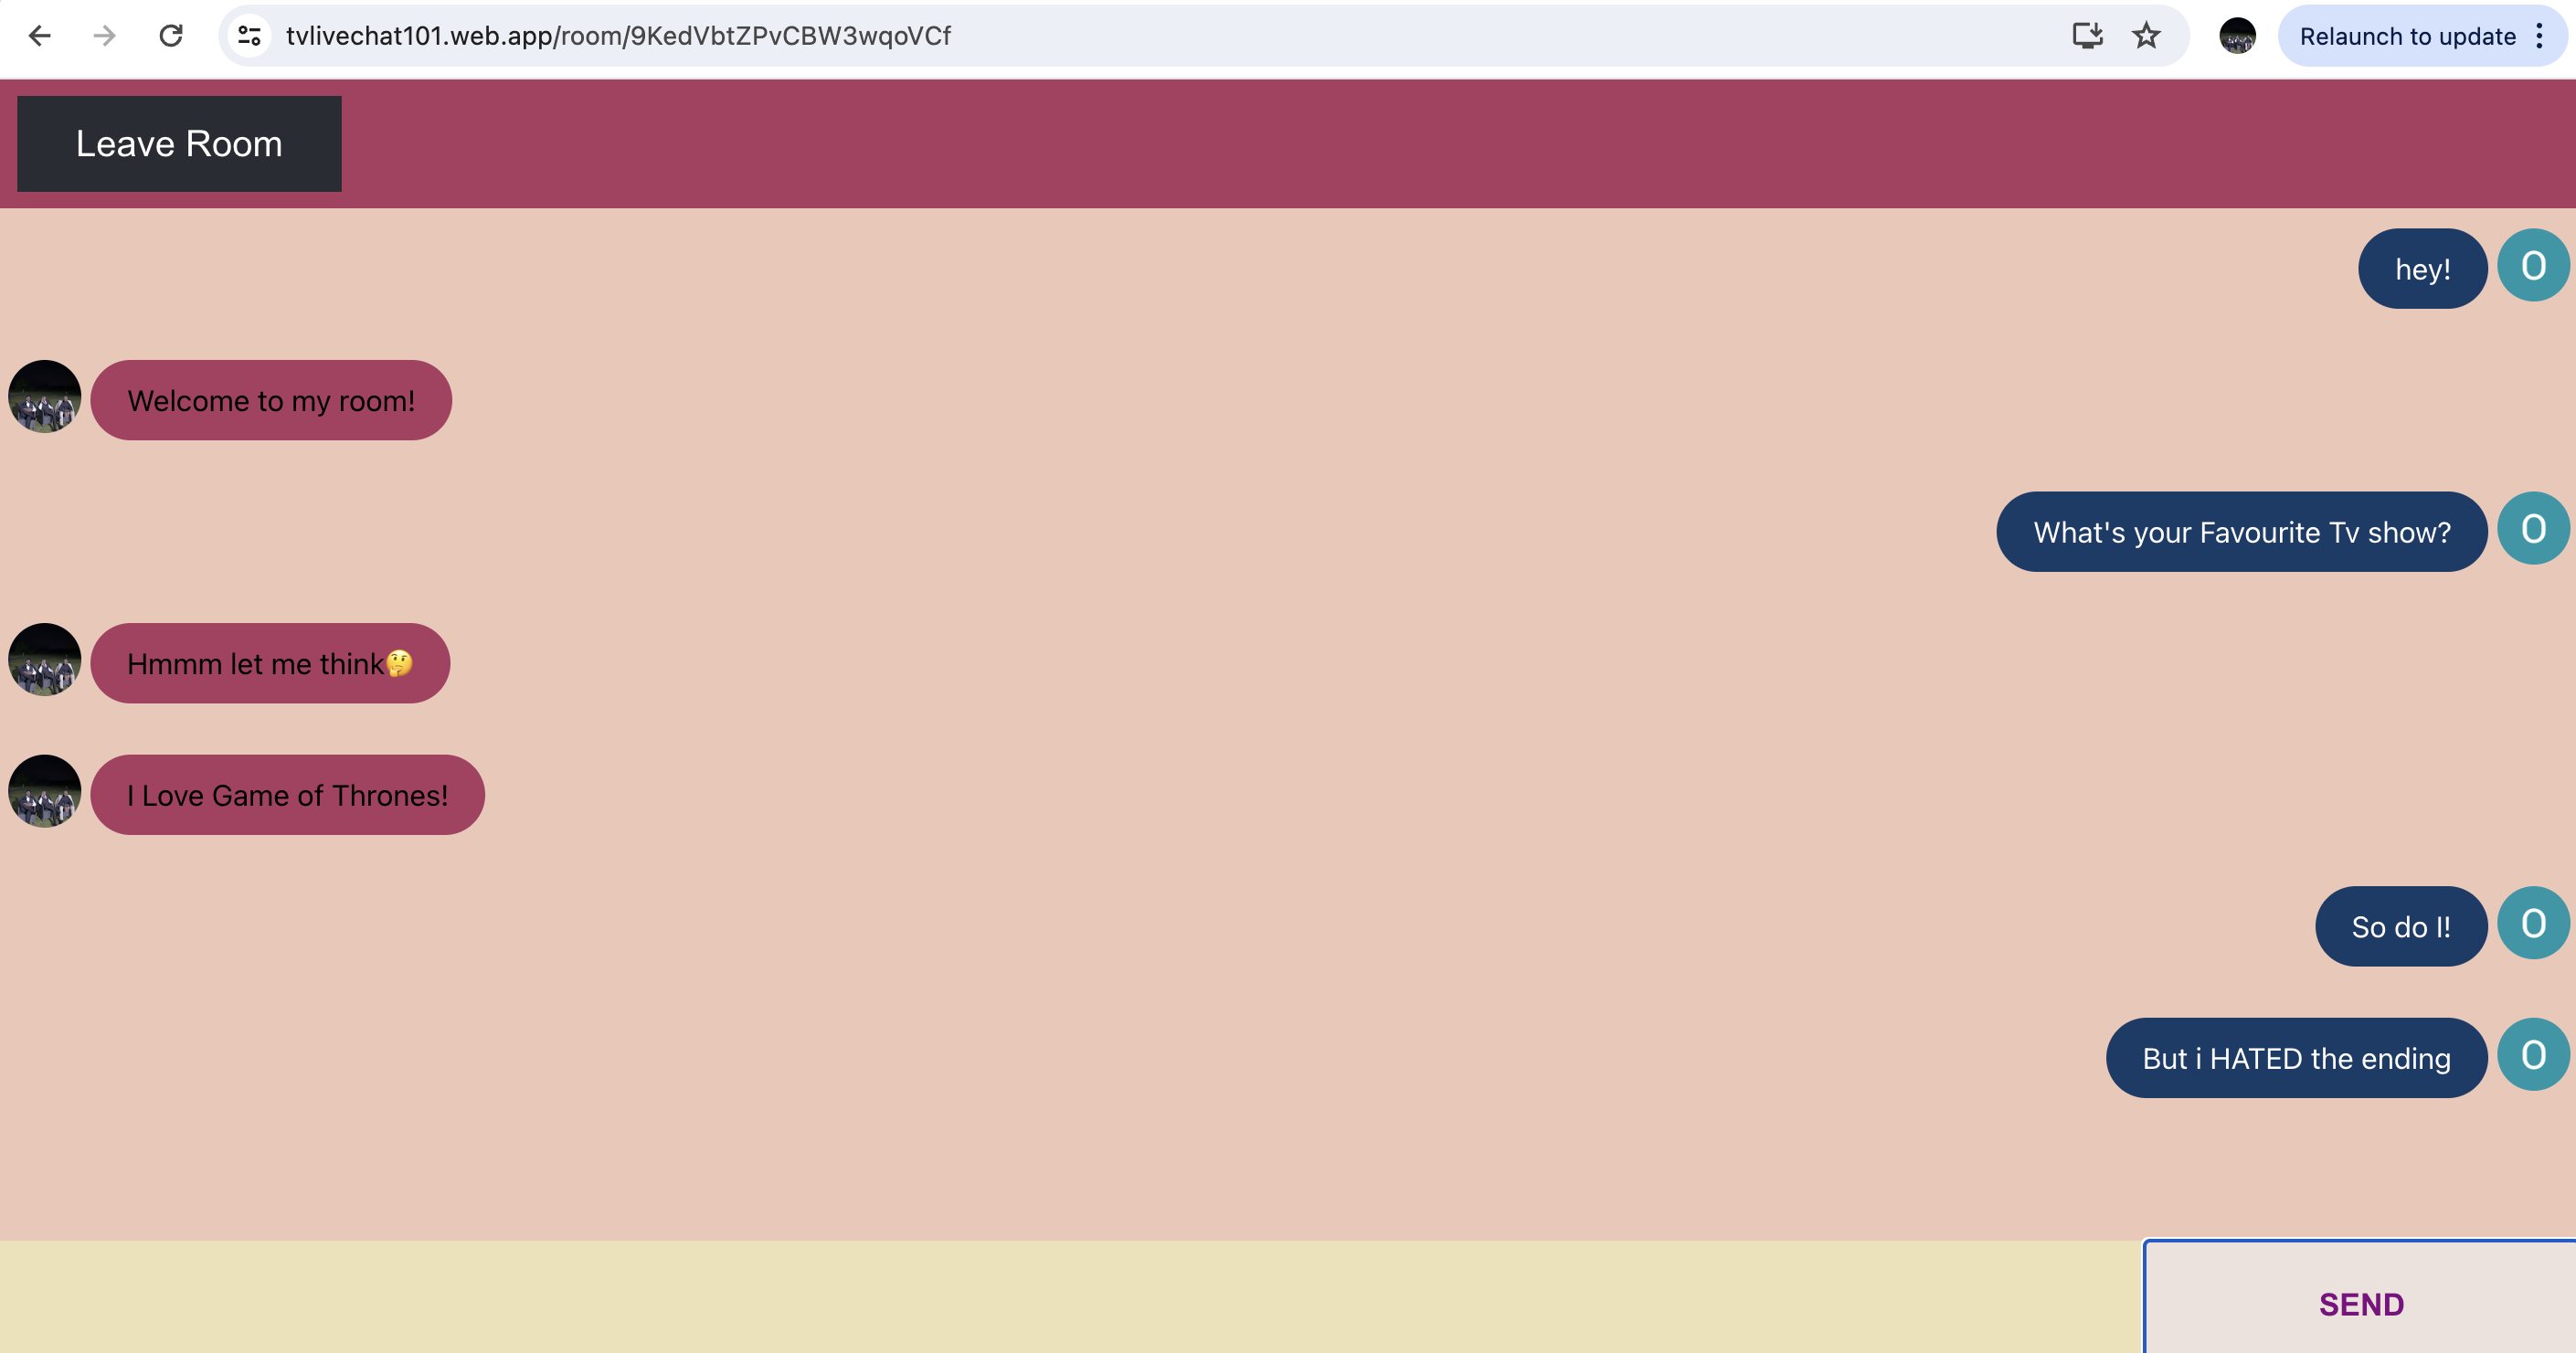 tvlivechat101.web.app/room/9KedVbtZPvCBW3wqoVCf
Relaunch to update
Leave Room
hey!
O
Welcome to my room!
What's your Favourite Tv show?
O
Hmmm let me think🤔
I Love Game of Thrones!
So do I!
O
But i HATED the ending
O
SEND